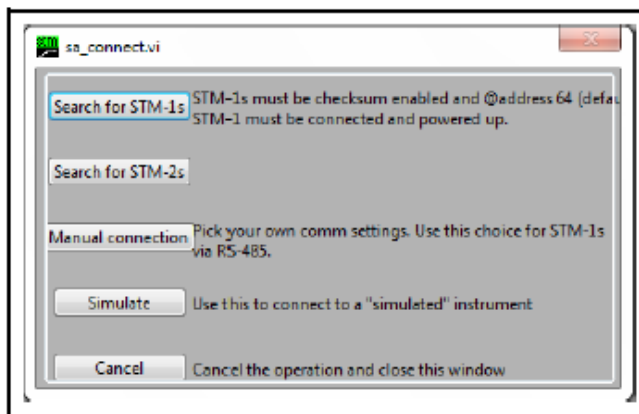 sa_connect.vi
Search for STM-1s
STM-1s must be checksum enabled and @address 64 (defau
STM-1 must be connected and powered up.
Search for STM-2s
Manual connection
Pick your own comm settings. Use this choice for STM-1s
via RS-485.
Simulate
Use this to connect to a "simulated" instrument
Cancel
Cancel the operation and close this window